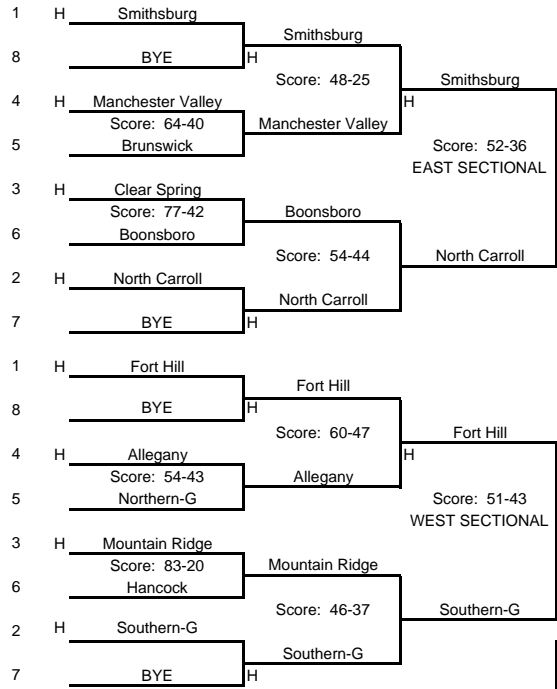 1 H Smithsburg
Smithsburg
8 BYE H
Score: 48-25
Smithsburg
4 H Manchester Valley H
Score: 64-40 Manchester Valley
5 Brunswick
Score: 52-36
EAST SECTIONAL
3 H Clear Spring
Score: 77-42 Boonsboro
6 Boonsboro
Score: 54-44
North Carroll
2 H North Carroll
North Carroll
7 BYE H
1 H Fort Hill
Fort Hill
8 BYE H
Score: 60-47
Fort Hill
4 H Allegany H
Score: 54-43 Allegany
5 Northern-G
Score: 51-43
WEST SECTIONAL
3 H Mountain Ridge
Score: 83-20 Mountain Ridge
6 Hancock
Score: 46-37
Southern-G
2 H Southern-G
Southern-G
7 BYE H